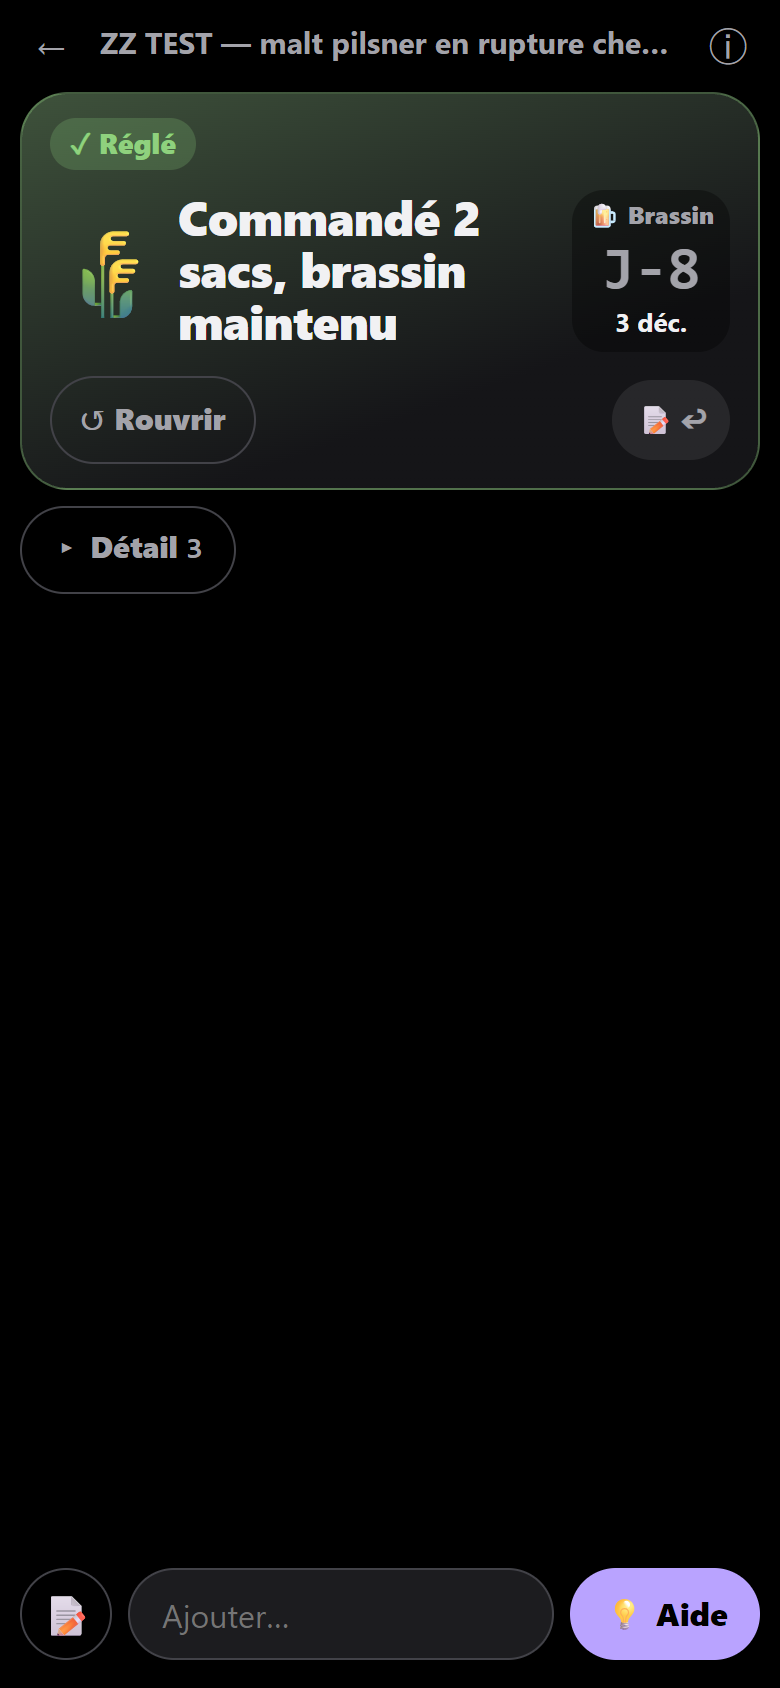 ← ZZ TEST — malt pilsner en rupture che... ⓘ
✓ Réglé
Commandé 2
sacs, brassin
maintenu
🍺 Brassin
J-8
3 déc.
↺ Rouvrir
📝 ↩
▸ Détail 3
📝 Ajouter...
💡 Aide